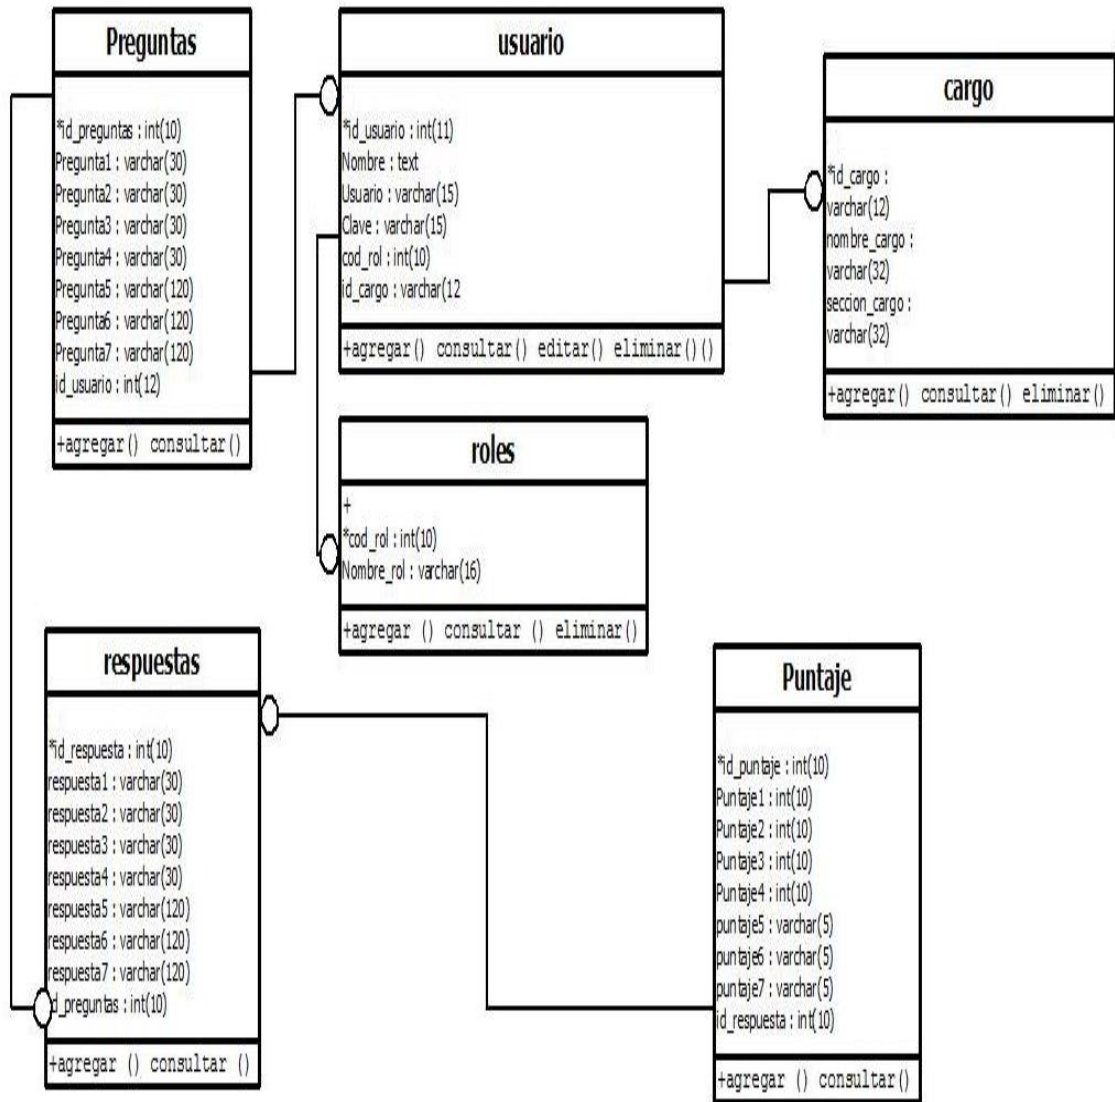 Preguntas
*id_preguntas : int(10)
Pregunta1 : varchar(30)
Pregunta2 : varchar(30)
Pregunta3 : varchar(30)
Pregunta4 : varchar(30)
Pregunta5 : varchar(120)
Pregunta6 : varchar(120)
Pregunta7 : varchar(120)
id_usuario : int(12)
+agregar() consultar()
usuario
*id_usuario : int(11)
Nombre : text
Usuario : varchar(15)
Clave : varchar(15)
cod_rol : int(10)
id_cargo : varchar(12
+agregar() consultar() editar() eliminar()()
cargo
*id_cargo :
varchar(12)
nombre_cargo :
varchar(32)
seccion_cargo :
varchar(32)
+agregar() consultar() eliminar()
roles
+
*cod_rol : int(10)
Nombre_rol : varchar(16)
+agregar () consultar () eliminar()
respuestas
*id_respuesta : int(10)
respuesta1 : varchar(30)
respuesta2 : varchar(30)
respuesta3 : varchar(30)
respuesta4 : varchar(30)
respuesta5 : varchar(120)
respuesta6 : varchar(120)
respuesta7 : varchar(120)
id_preguntas : int(10)
+agregar () consultar ()
Puntaje
*id_puntaje : int(10)
Puntaje1 : int(10)
Puntaje2 : int(10)
Puntaje3 : int(10)
Puntaje4 : int(10)
puntaje5 : varchar(5)
puntaje6 : varchar(5)
puntaje7 : varchar(5)
id_respuesta : int(10)
+agregar () consultar()